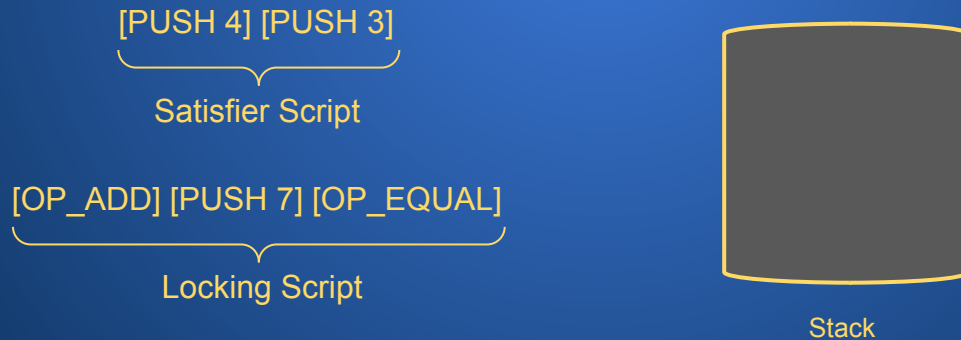 [PUSH 4] [PUSH 3]
Satisfier Script
[OP_ADD] [PUSH 7] [OP_EQUAL]
Locking Script
Stack